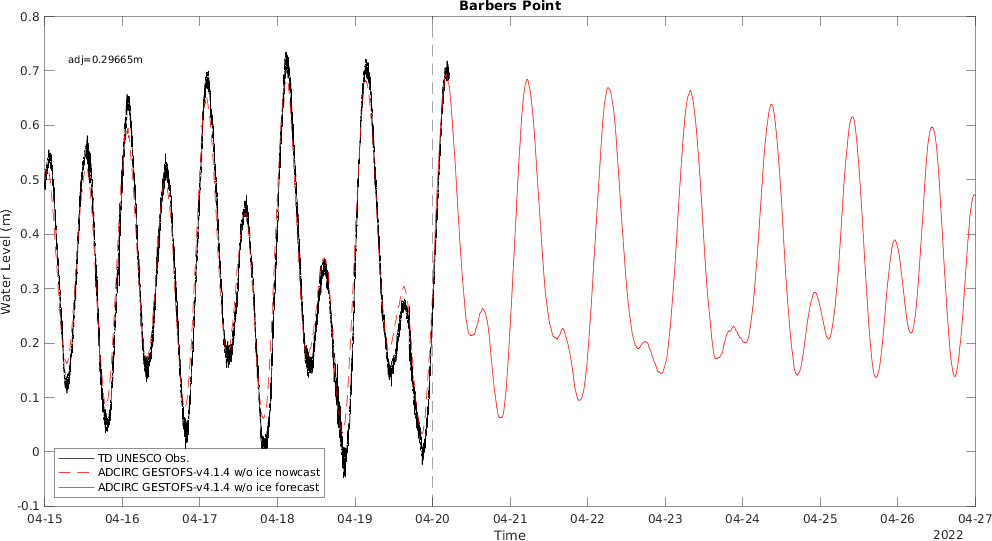 Barbers Point
adj=0.29665m
Water Level (m)
0.8
0.7
0.6
0.5
0.4
0.3
0.2
0.1
0
-0.1
TD UNESCO Obs.
ADCIRC GESTOFS-v4.1.4 w/o ice nowcast
ADCIRC GESTOFS-v4.1.4 w/o ice forecast
04-15 04-16 04-17 04-18 04-19 04-20 04-21 04-22 04-23 04-24 04-25 04-26 04-27
Time
2022